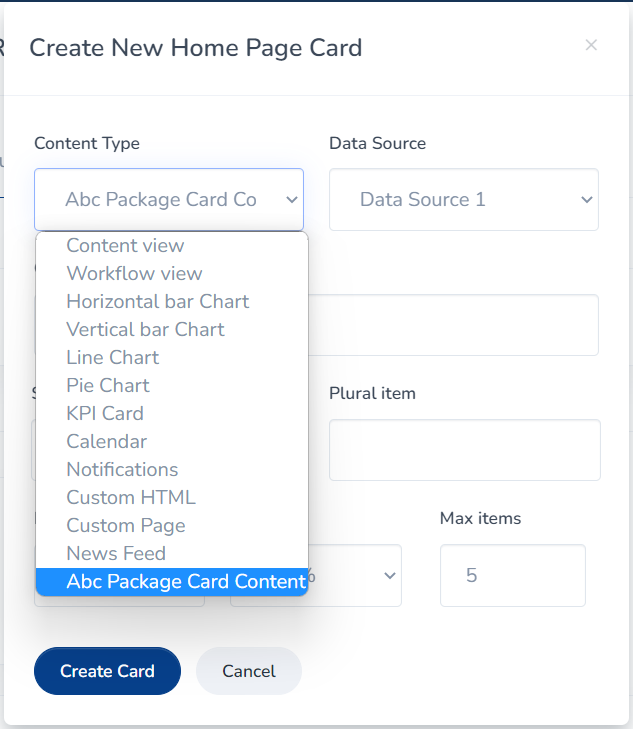 Create New Home Page Card
×
Content Type
Data Source
Abc Package Card Co
Data Source 1
Content view
Workflow view
Horizontal bar Chart
Vertical bar Chart
Line Chart
Pie Chart
KPI Card
Calendar
Notifications
Custom HTML
Custom Page
News Feed
Abc Package Card Content
Plural item
Max items
%
5
Create Card
Cancel